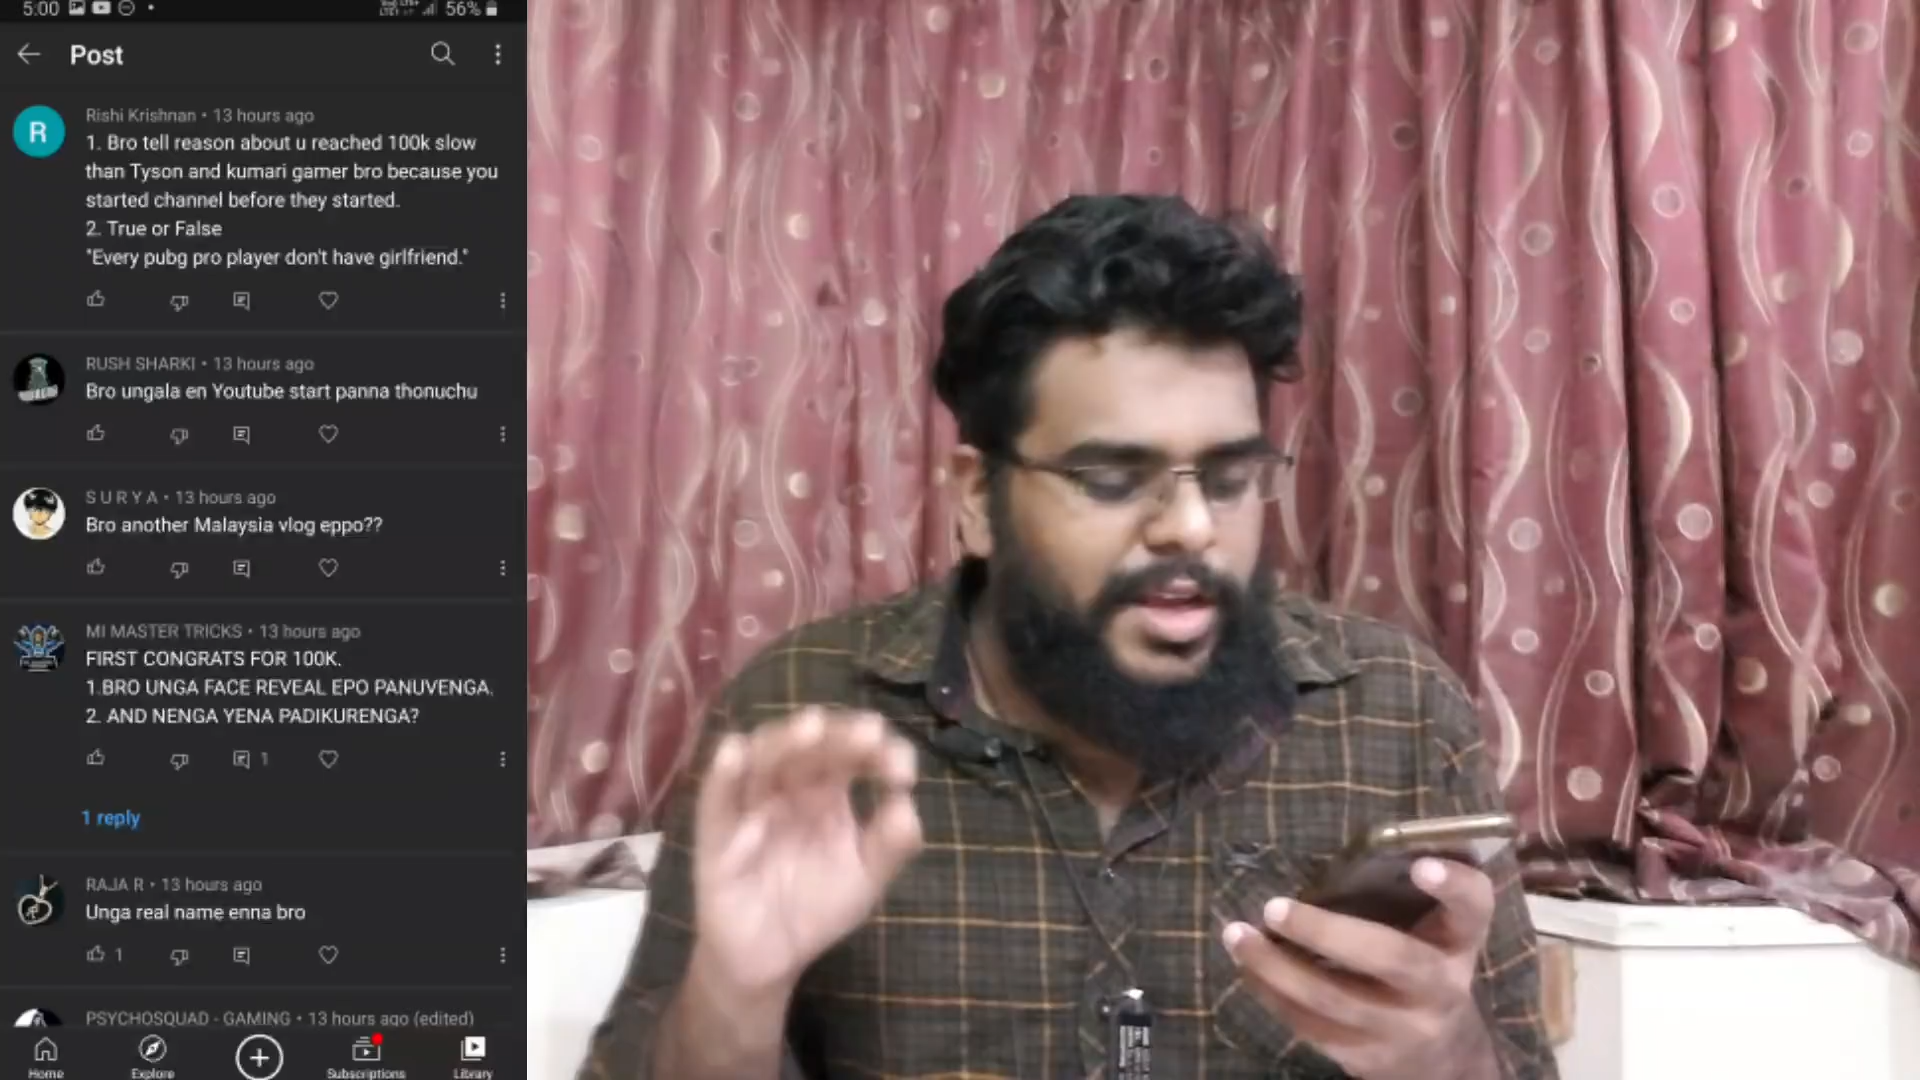 5:00
56%
Post
Rishi Krishnan • 13 hours ago
1. Bro tell reason about u reached 100k slow
than Tyson and kumari gamer bro because you
started channel before they started.
2. True or False
"Every pubg pro player don't have girlfriend."
RUSH SHARKI • 13 hours ago
Bro ungala en Youtube start panna thonuchu
S U R Y A • 13 hours ago
Bro another Malaysia vlog eppo??
MI MASTER TRICKS • 13 hours ago
FIRST CONGRATS FOR 100K.
1.BRO UNGA FACE REVEAL EPO PANUVENGA.
2. AND NENGA YENA PADIKURENGA?
1
1 reply
RAJA R • 13 hours ago
Unga real name enna bro
1
PSYCHOSQUAD - GAMING • 13 hours ago (edited)
Home
Explore
Subscriptions
Library